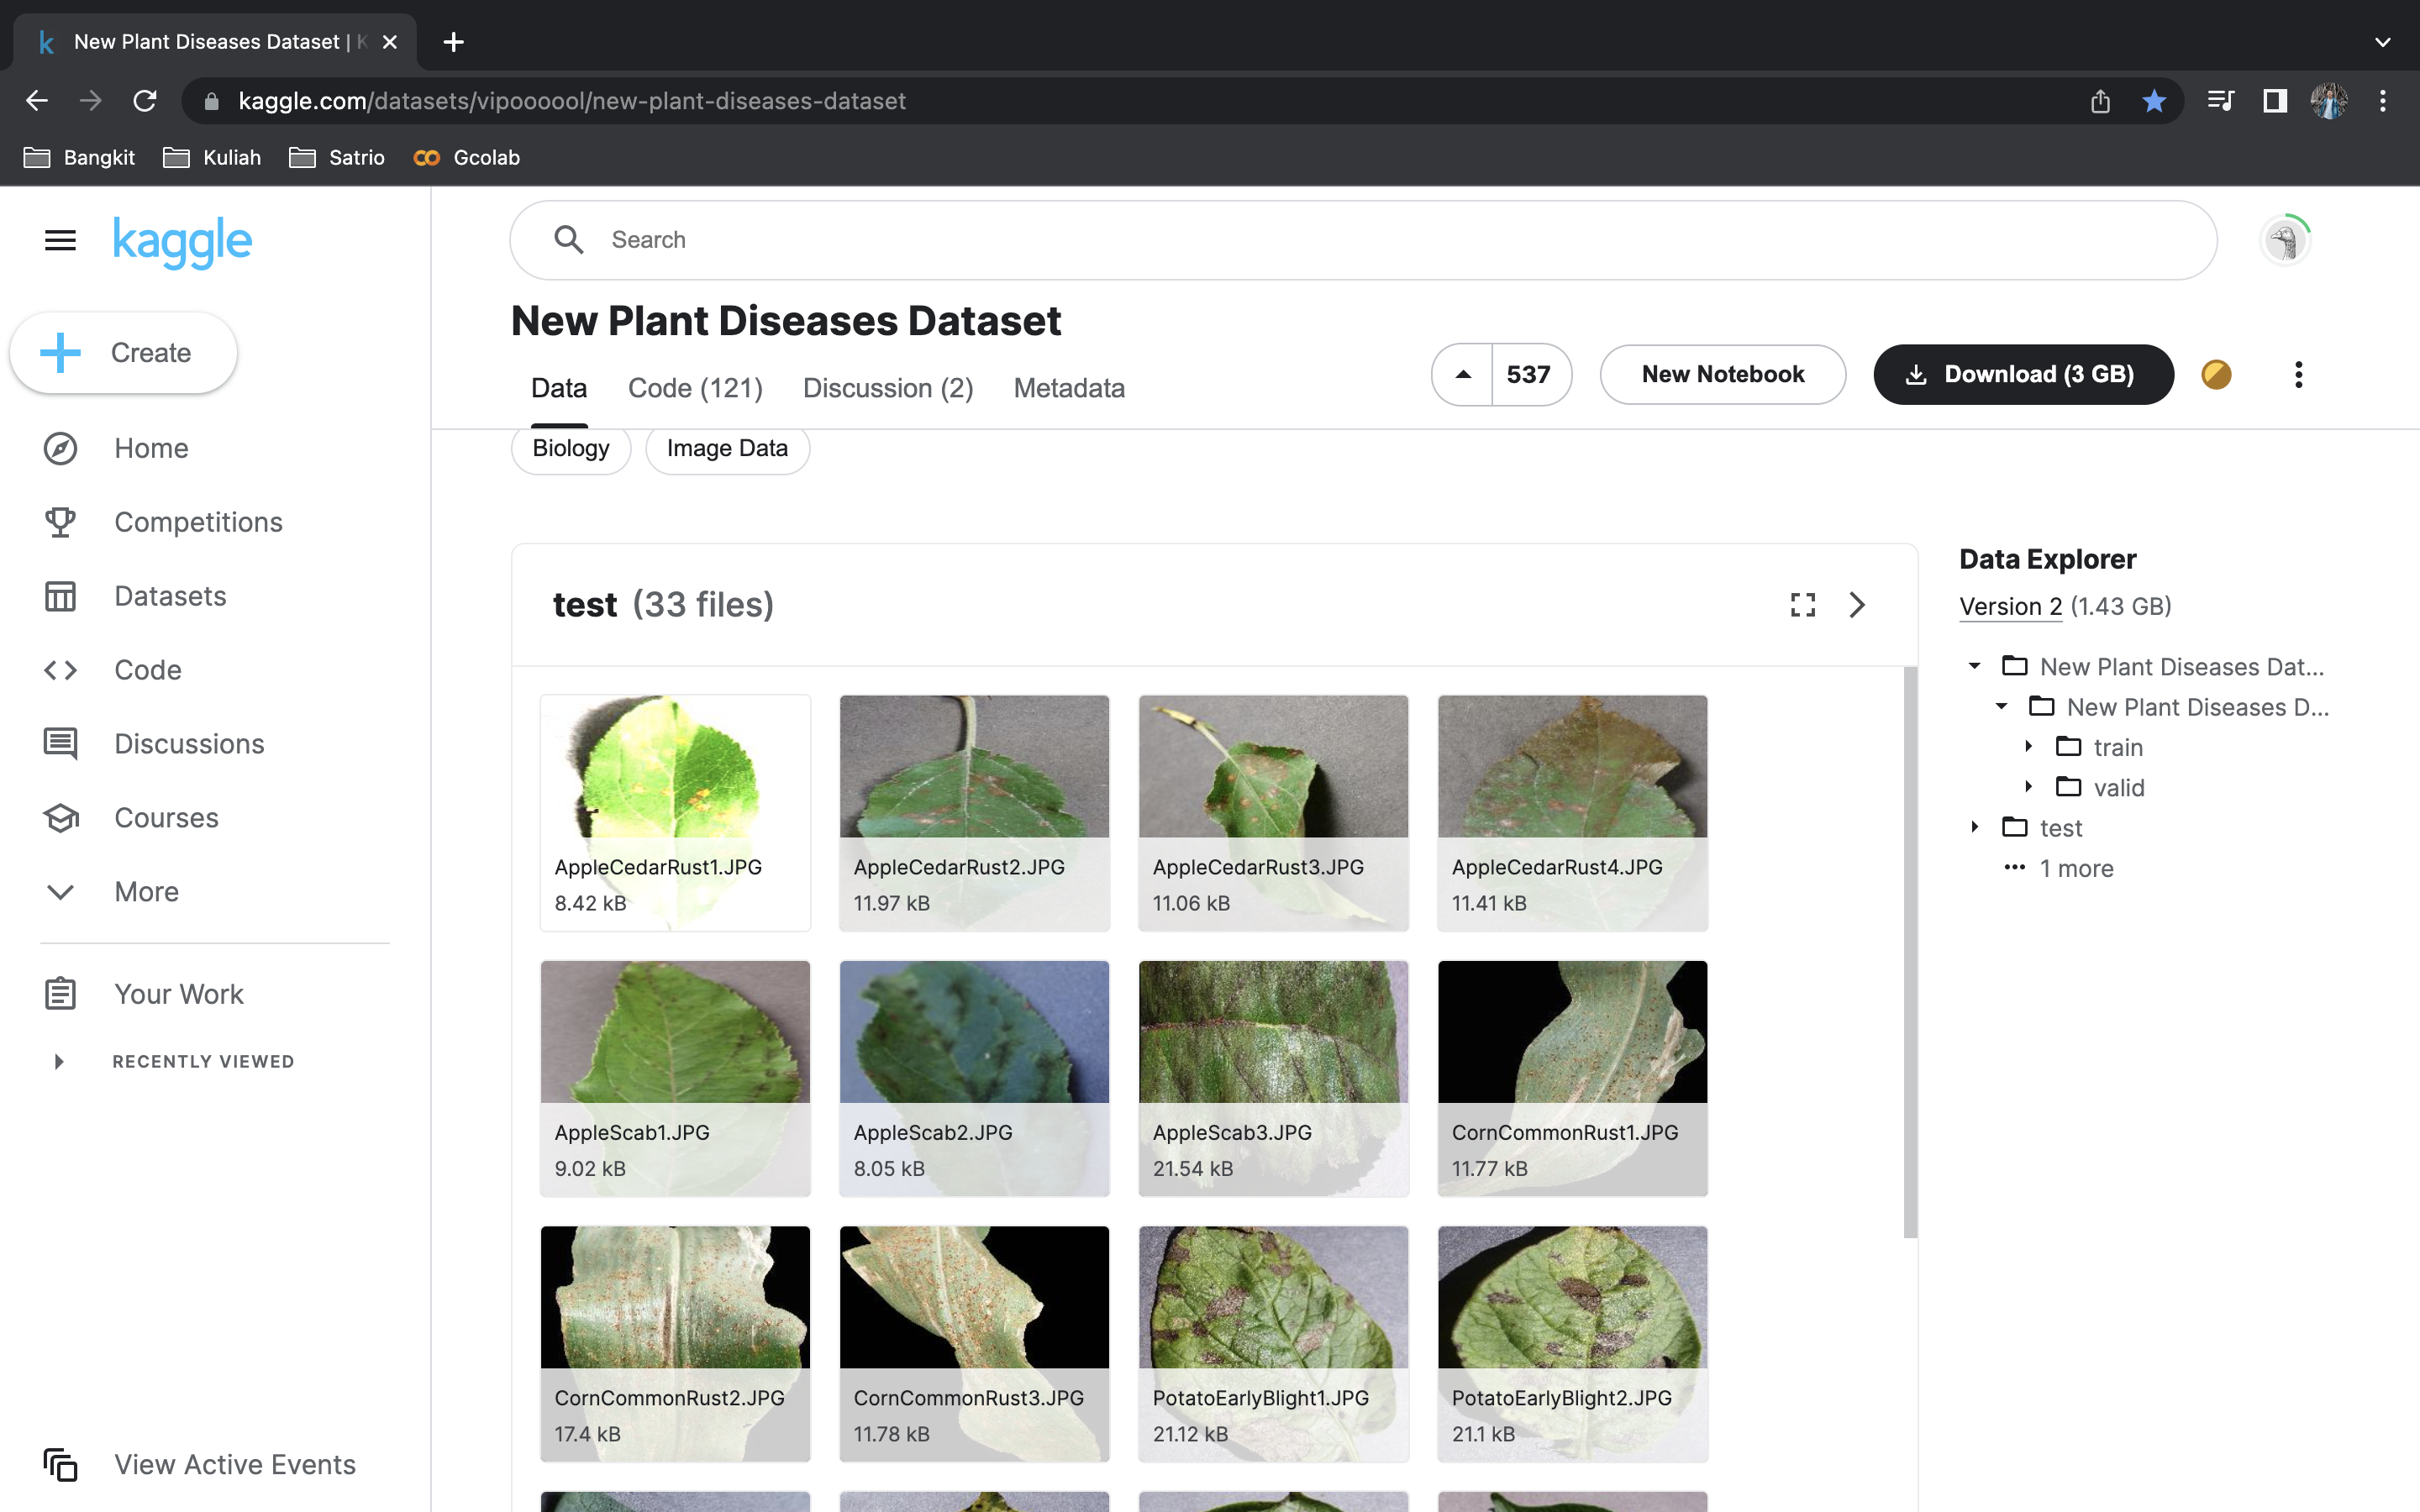 New Plant Diseases Dataset |
kaggle.com/datasets/vipoooool/new-plant-diseases-dataset
Bangkit
Kuliah
Satrio
Gcolab
kaggle
Search
New Plant Diseases Dataset
Create
Data
Code (121)
Discussion (2)
Metadata
537
New Notebook
Download (3 GB)
Biology
Image Data
Home
Competitions
Datasets
Code
Discussions
Courses
More
Your Work
RECENTLY VIEWED
View Active Events
test (33 files)
AppleCedarRust1.JPG
8.42 kB
AppleCedarRust2.JPG
11.97 kB
AppleCedarRust3.JPG
11.06 kB
AppleCedarRust4.JPG
11.41 kB
AppleScab1.JPG
9.02 kB
AppleScab2.JPG
8.05 kB
AppleScab3.JPG
21.54 kB
CornCommonRust1.JPG
11.77 kB
CornCommonRust2.JPG
17.4 kB
CornCommonRust3.JPG
11.78 kB
PotatoEarlyBlight1.JPG
21.12 kB
PotatoEarlyBlight2.JPG
21.1 kB
Data Explorer
Version 2 (1.43 GB)
New Plant Diseases Dat...
New Plant Diseases D...
train
valid
test
1 more